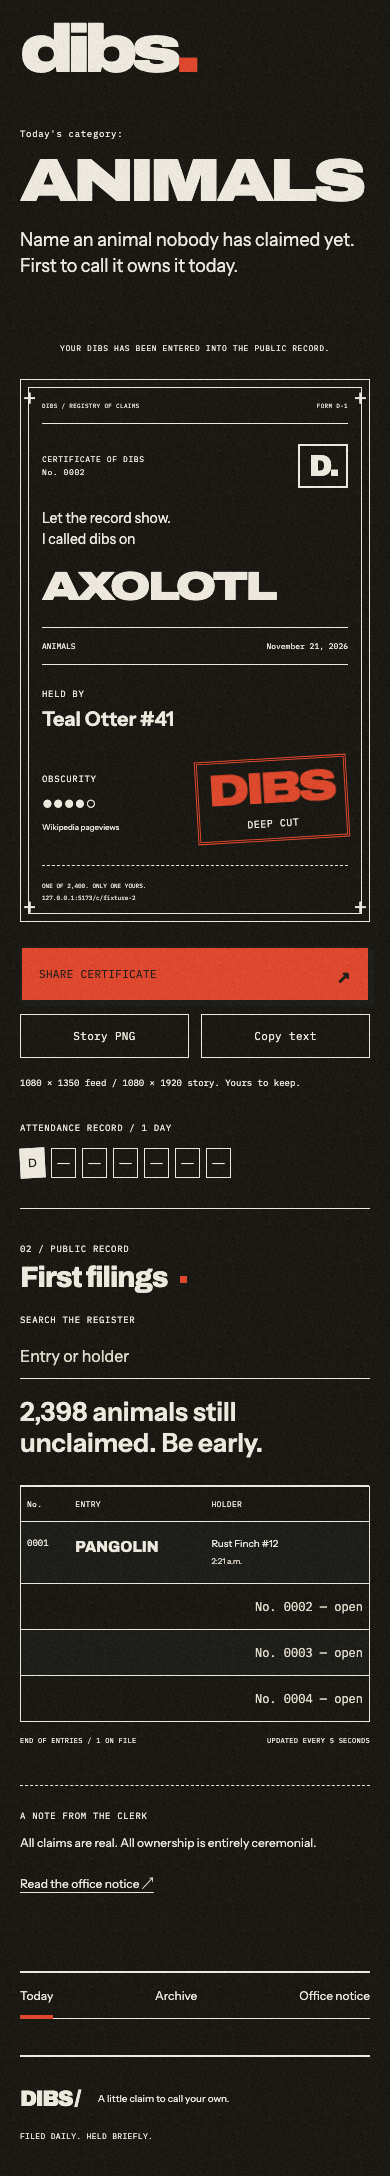 dibs.
Today's category:
ANIMALS
Name an animal nobody has claimed yet.
First to call it owns it today.
YOUR DIBS HAS BEEN ENTERED INTO THE PUBLIC RECORD.
DIBS / REGISTRY OF CLAIMS FORM D-1
CERTIFICATE OF DIBS
No. 0002
D.
Let the record show.
I called dibs on
AXOLOTL
ANIMALS November 21, 2026
HELD BY
Teal Otter #41
OBSCURITY
Wikipedia pageviews
DIBS
DEEP CUT
ONE OF 2,400. ONLY ONE YOURS.
127.0.0.1:5173/c/fixture-2
SHARE CERTIFICATE ↗
Story PNG Copy text
1080 × 1350 feed / 1080 × 1920 story. Yours to keep.
ATTENDANCE RECORD / 1 DAY
D — — — — — —
02 / PUBLIC RECORD
First filings
SEARCH THE REGISTER
Entry or holder
2,398 animals still
unclaimed. Be early.
No. ENTRY HOLDER
0001 PANGOLIN Rust Finch #12
2:21 a.m.
No. 0002 — open
No. 0003 — open
No. 0004 — open
END OF ENTRIES / 1 ON FILE UPDATED EVERY 5 SECONDS
A NOTE FROM THE CLERK
All claims are real. All ownership is entirely ceremonial.
Read the office notice ↗
Today Archive Office notice
DIBS/ A little claim to call your own.
FILED DAILY. HELD BRIEFLY.